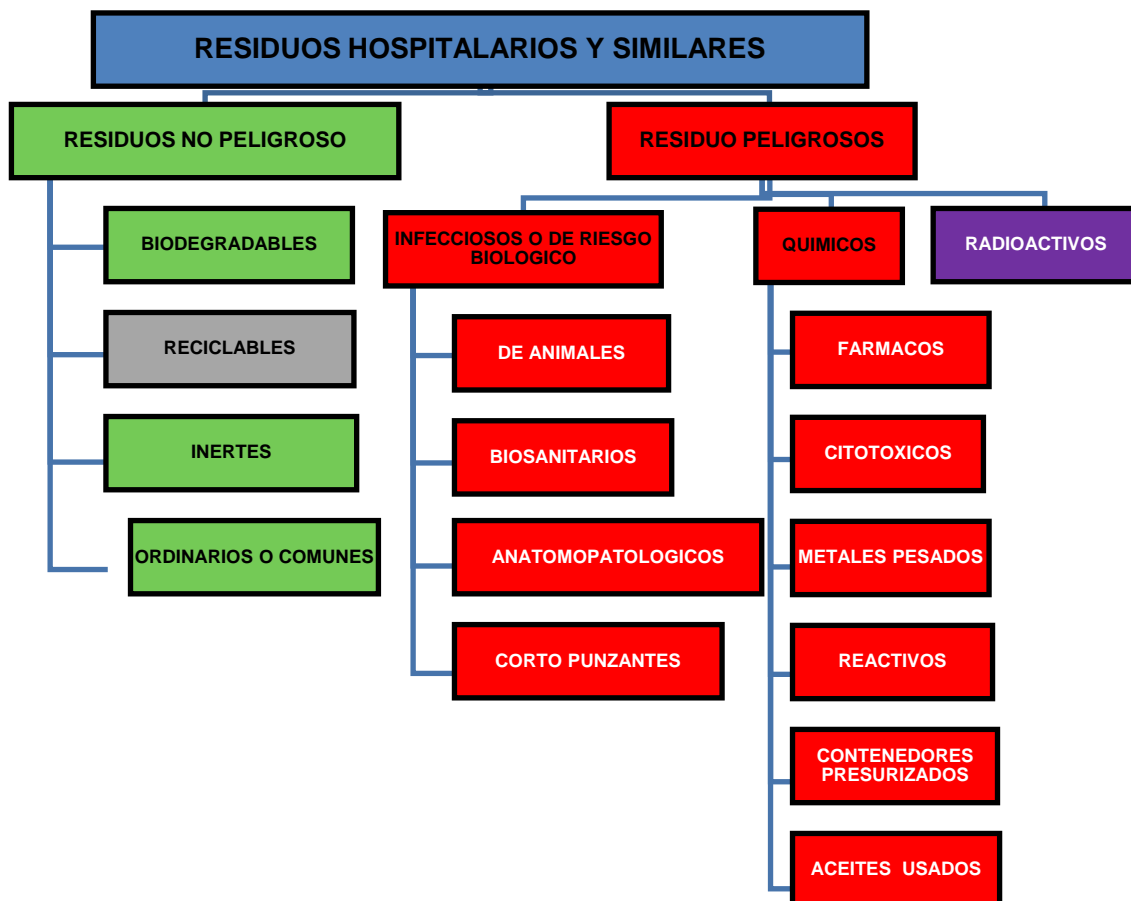 RESIDUOS HOSPITALARIOS Y SIMILARES
RESIDUOS NO PELIGROSO
RESIDUO PELIGROSOS
BIODEGRADABLES
RECICLABLES
INERTES
ORDINARIOS O COMUNES
INFECCIOSOS O DE RIESGO
BIOLOGICO
DE ANIMALES
BIOSANITARIOS
ANATOMOPATOLOGICOS
CORTO PUNZANTES
QUIMICOS
FARMACOS
CITOTOXICOS
METALES PESADOS
REACTIVOS
CONTENEDORES
PRESURIZADOS
ACEITES USADOS
RADIOACTIVOS